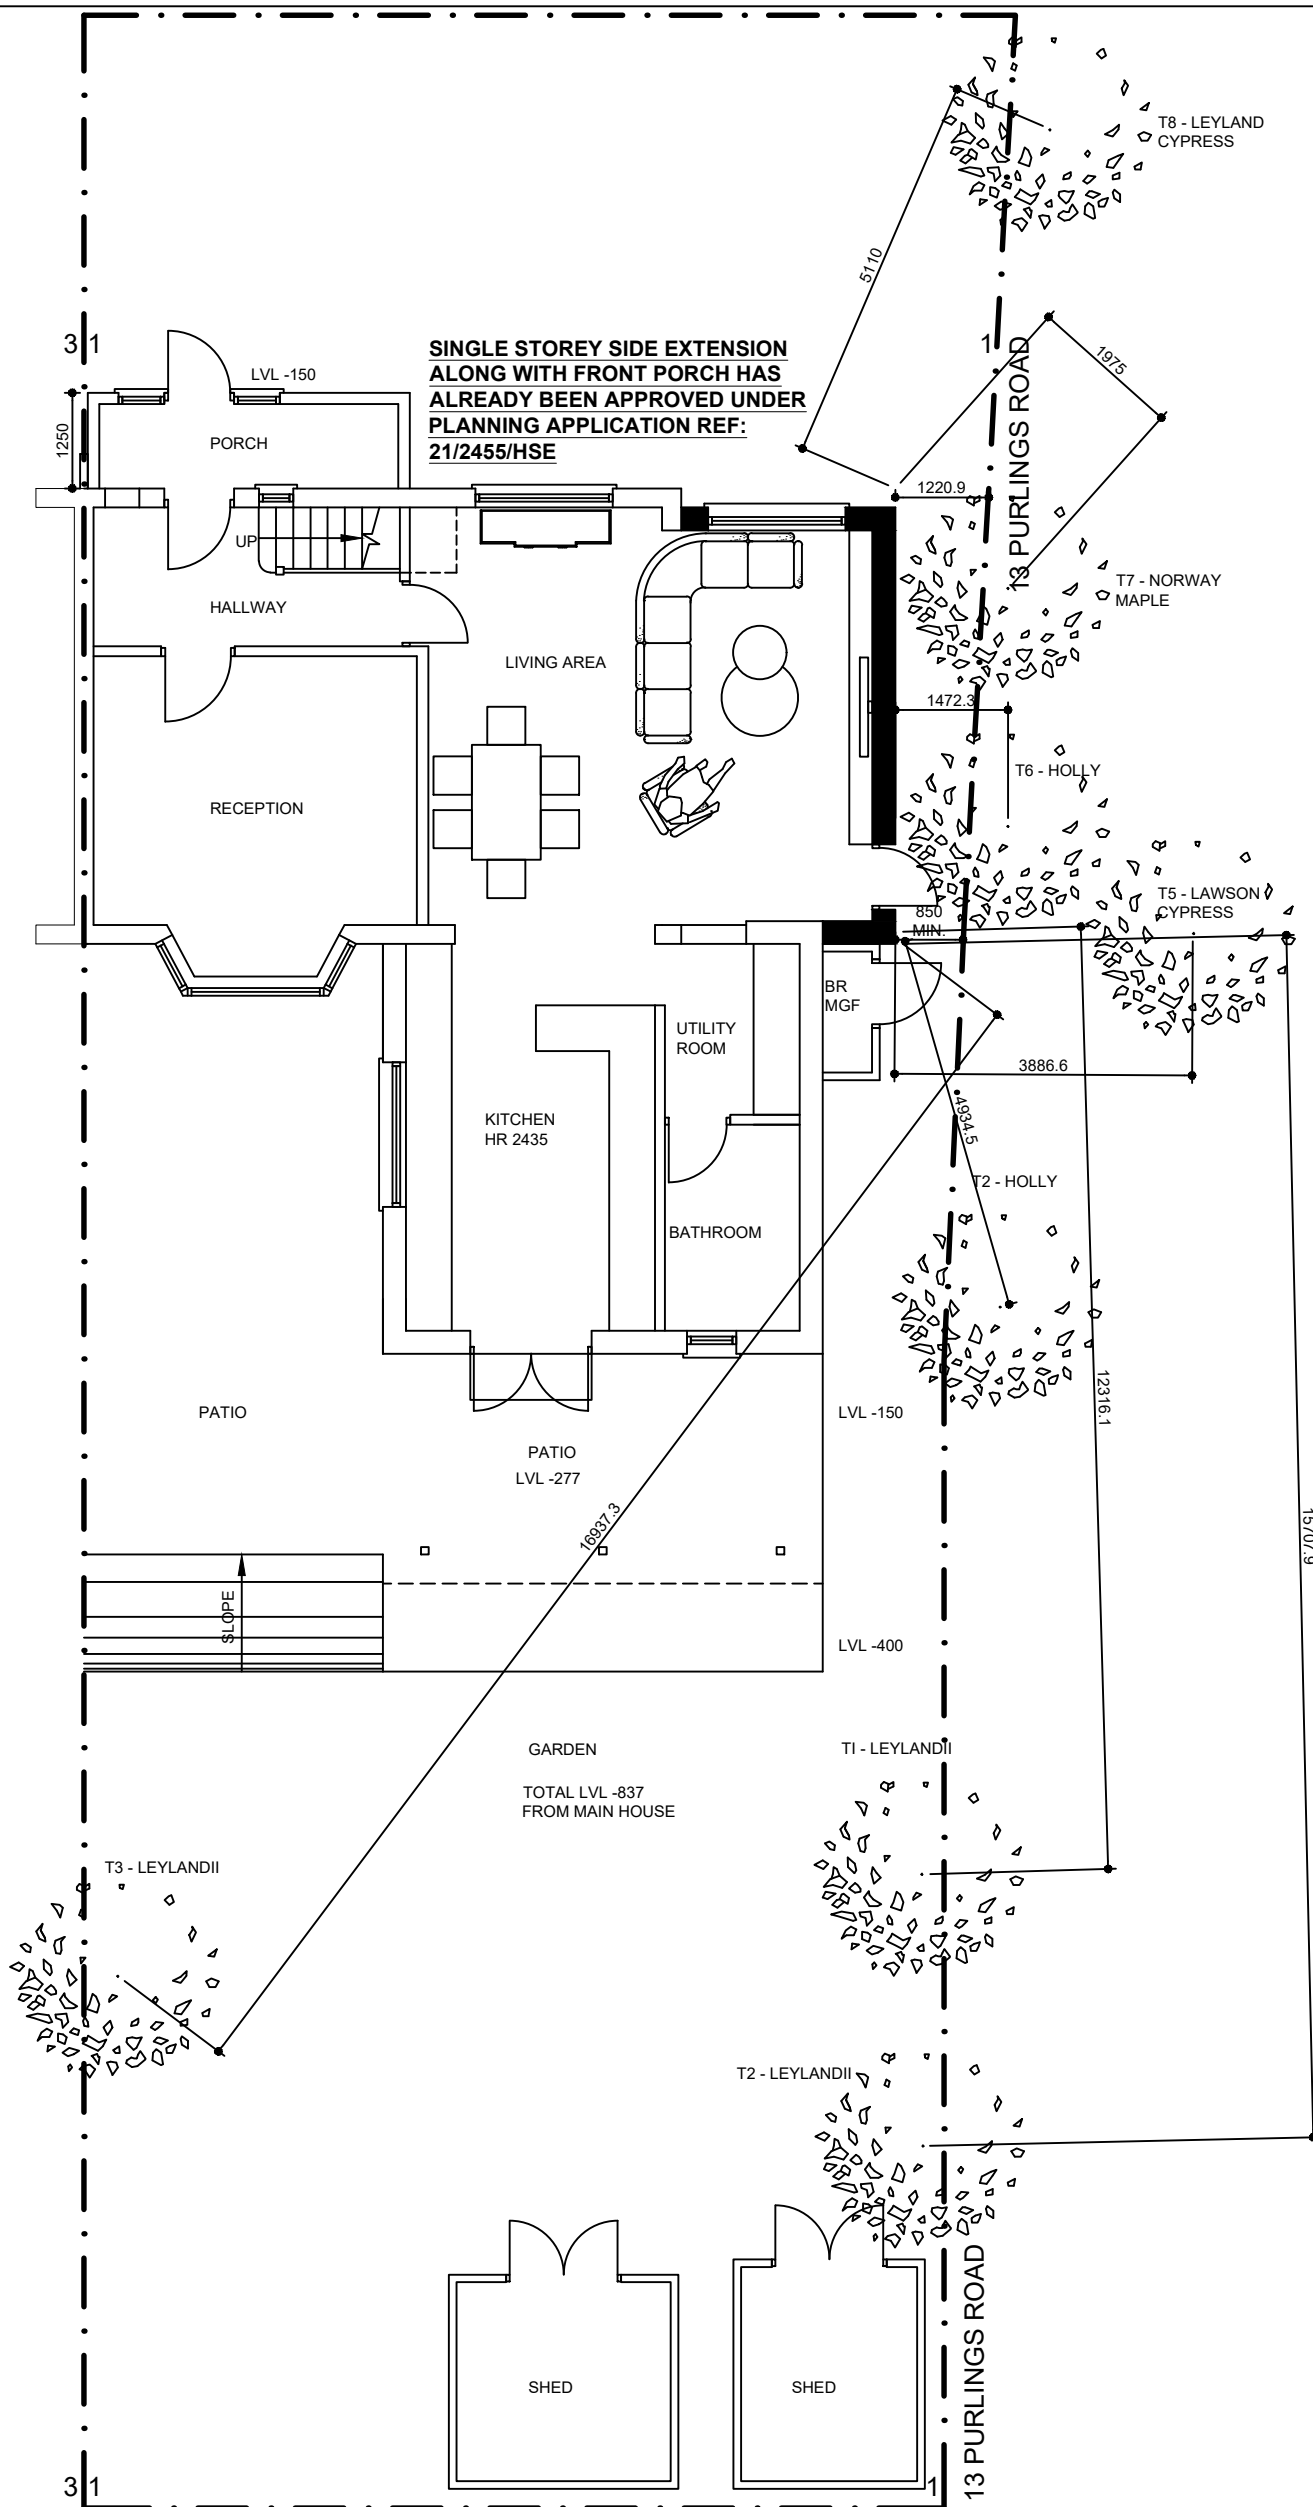 T8 - LEYLAND
CYPRESS
5110
3 1
1
13 PURLINGS ROAD
1975
SINGLE STOREY SIDE EXTENSION
ALONG WITH FRONT PORCH HAS
ALREADY BEEN APPROVED UNDER
PLANNING APPLICATION REF:
21/2455/HSE
LVL -150
1250
PORCH
1220.9
UP
HALLWAY
T7 - NORWAY
MAPLE
LIVING AREA
1472.3
T6 - HOLLY
RECEPTION
T5 - LAWSON
CYPRESS
850
MIN.
BR
MGF
UTILITY
ROOM
3886.6
4934.5
KITCHEN
HR 2435
T2 - HOLLY
BATHROOM
12316.1
PATIO
LVL -150
PATIO
LVL -277
16937.3
15707.9
SLOPE
LVL -400
GARDEN
TI - LEYLANDII
TOTAL LVL -837
FROM MAIN HOUSE
T3 - LEYLANDII
T2 - LEYLANDII
13 PURLINGS ROAD
SHED
SHED
3 1
1